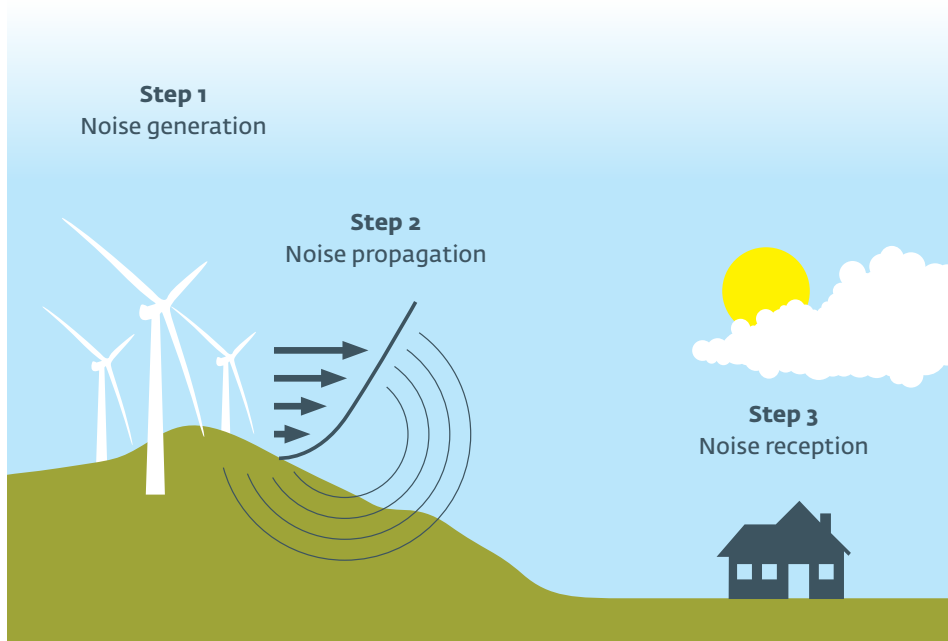 Step 1
Noise generation
Step 2
Noise propagation
Step 3
Noise reception